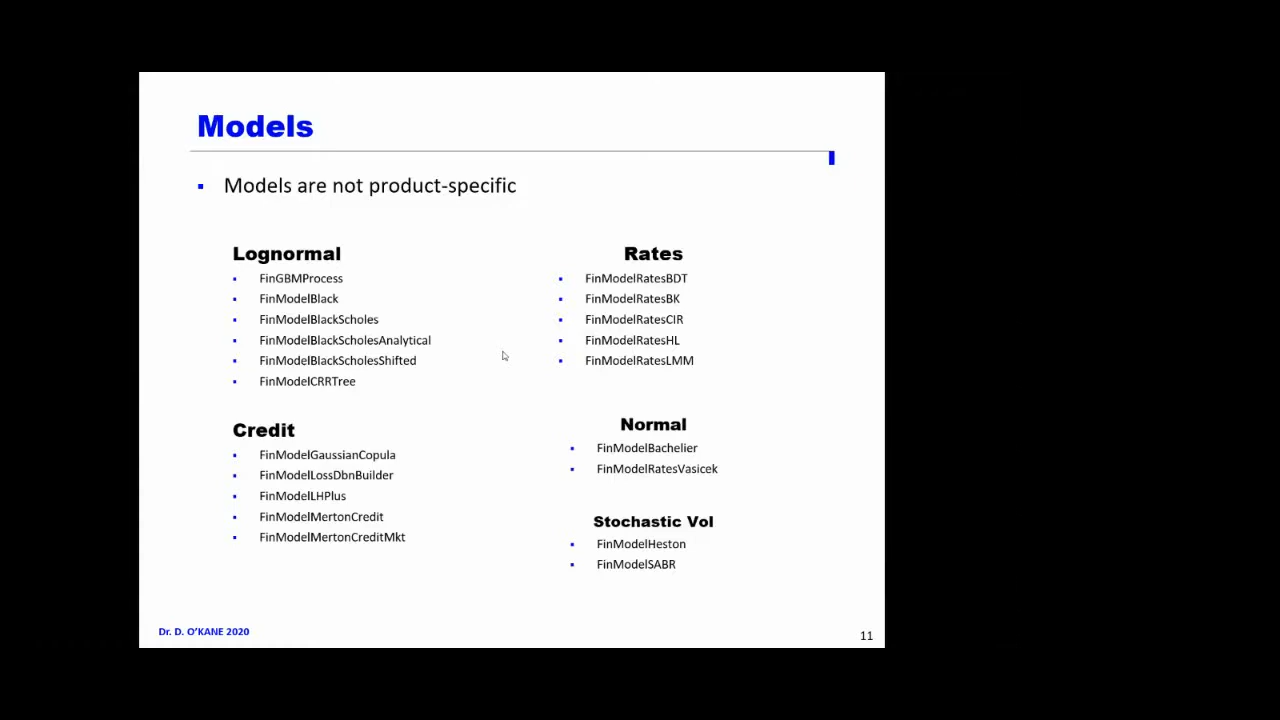 Models
Models are not product-specific
Lognormal
FinGBMProcess
FinModelBlack
FinModelBlackScholes
FinModelBlackScholesAnalytical
FinModelBlackScholesShifted
FinModelCRRTree
Credit
FinModelGaussianCopula
FinModelLossDbnBuilder
FinModelLHPlus
FinModelMertonCredit
FinModelMertonCreditMkt
Rates
FinModelRatesBDT
FinModelRatesBK
FinModelRatesCIR
FinModelRatesHL
FinModelRatesLMM
Normal
FinModelBachelier
FinModelRatesVasicek
Stochastic Vol
FinModelHeston
FinModelSABR
Dr. D. O'KANE 2020
11